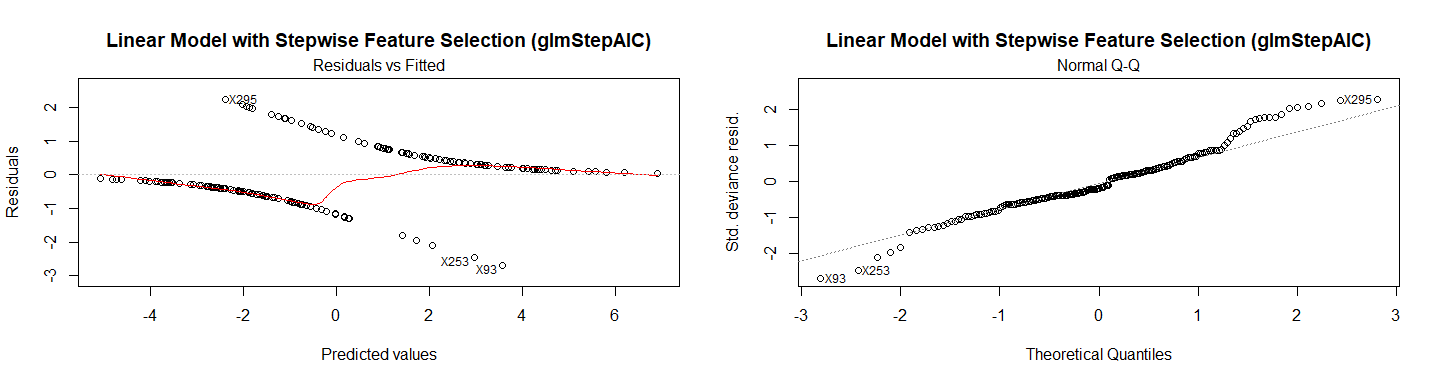 Linear Model with Stepwise Feature Selection (glmStepAIC)
Residuals vs Fitted
Residuals
2
1
0
-1
-2
-3
X295
X253
X93
-4
-2
0
2
4
6
Predicted values
Linear Model with Stepwise Feature Selection (glmStepAIC)
Normal Q-Q
Std. deviance resid.
2
1
0
-1
-2
X295
X253
X93
-3
-2
-1
0
1
2
3
Theoretical Quantiles